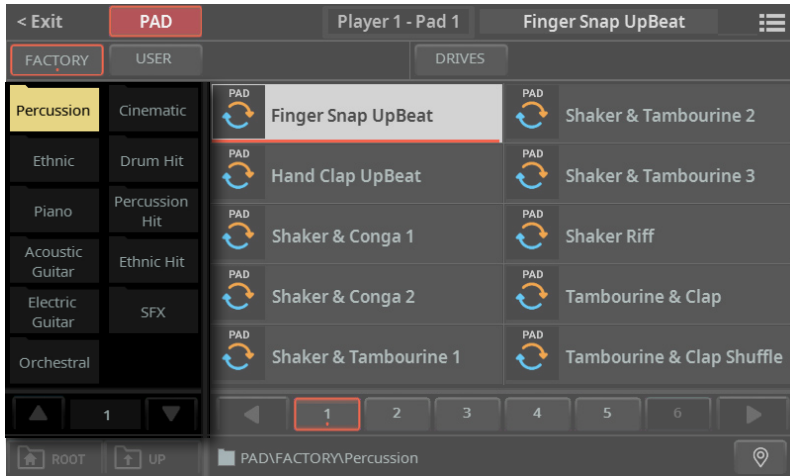 < Exit
PAD
Player 1 - Pad 1
Finger Snap UpBeat
FACTORY
USER
DRIVES
Percussion
Cinematic
Ethnic
Drum Hit
Piano
Percussion
Hit
Acoustic
Guitar
Ethnic Hit
Electric
Guitar
SFX
Orchestral
1
PAD
Finger Snap UpBeat
PAD
Shaker & Tambourine 2
PAD
Hand Clap UpBeat
PAD
Shaker & Tambourine 3
PAD
Shaker & Conga 1
PAD
Shaker Riff
PAD
Shaker & Conga 2
PAD
Tambourine & Clap
PAD
Shaker & Tambourine 1
PAD
Tambourine & Clap Shuffle
1
2
3
4
5
6
ROOT
UP
PAD\FACTORY\Percussion